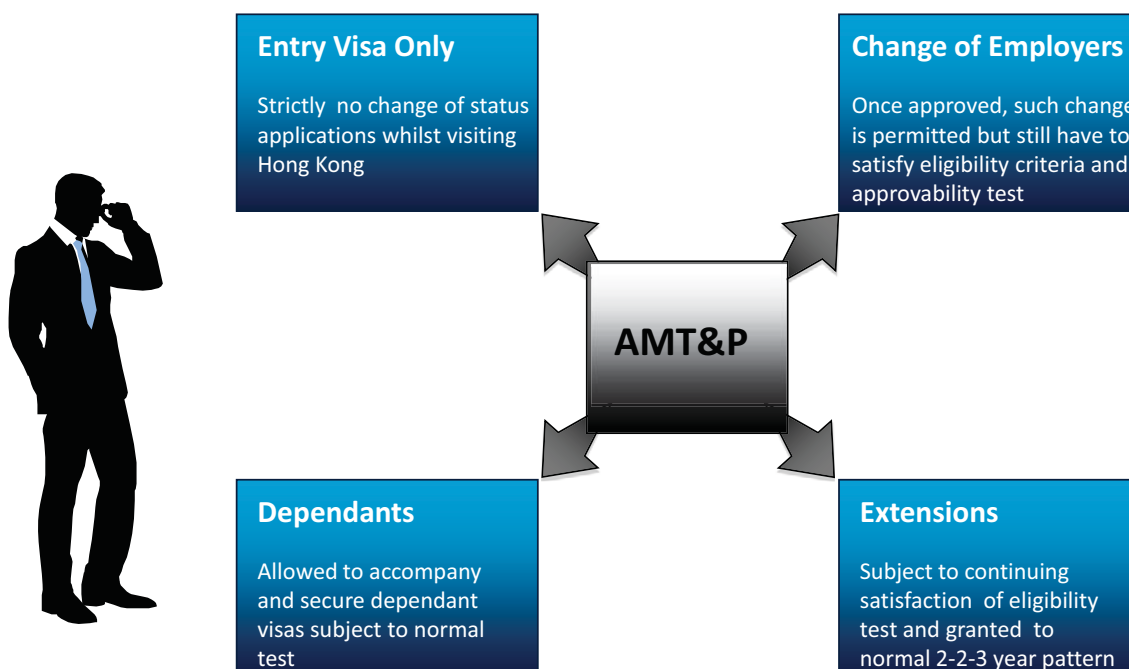 Entry Visa Only
Strictly  no change of status
applications whilst visiting
Hong Kong
Change of Employers
Once approved, such change
is permitted but still have to
satisfy eligibility criteria and
approvability test
AMT&P
Dependants
Allowed to accompany
and secure dependant
visas subject to normal
test
Extensions
Subject to continuing
satisfaction  of eligibility
test and granted  to
normal 2-2-3 year pattern